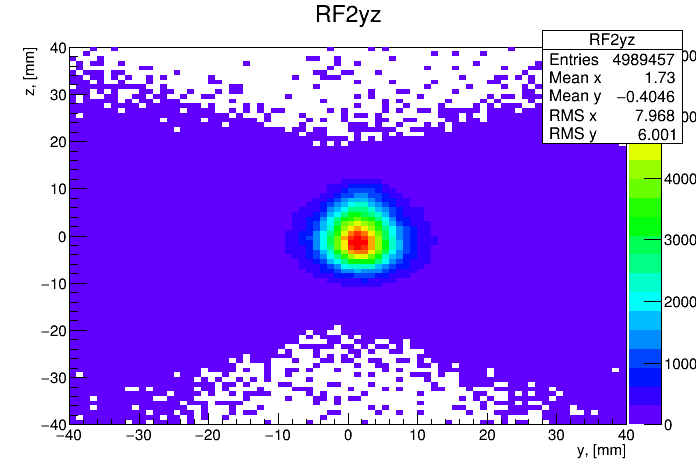 RF2yz
z, [mm]
40
30
20
10
0
−10
−20
−30
−40
−40
−30
−20
−10
0
10
20
30
40
y, [mm]
RF2yz
Entries 4989457
Mean x 1.73
Mean y −0.4046
RMS x 7.968
RMS y 6.001
4000
3000
2000
1000
0